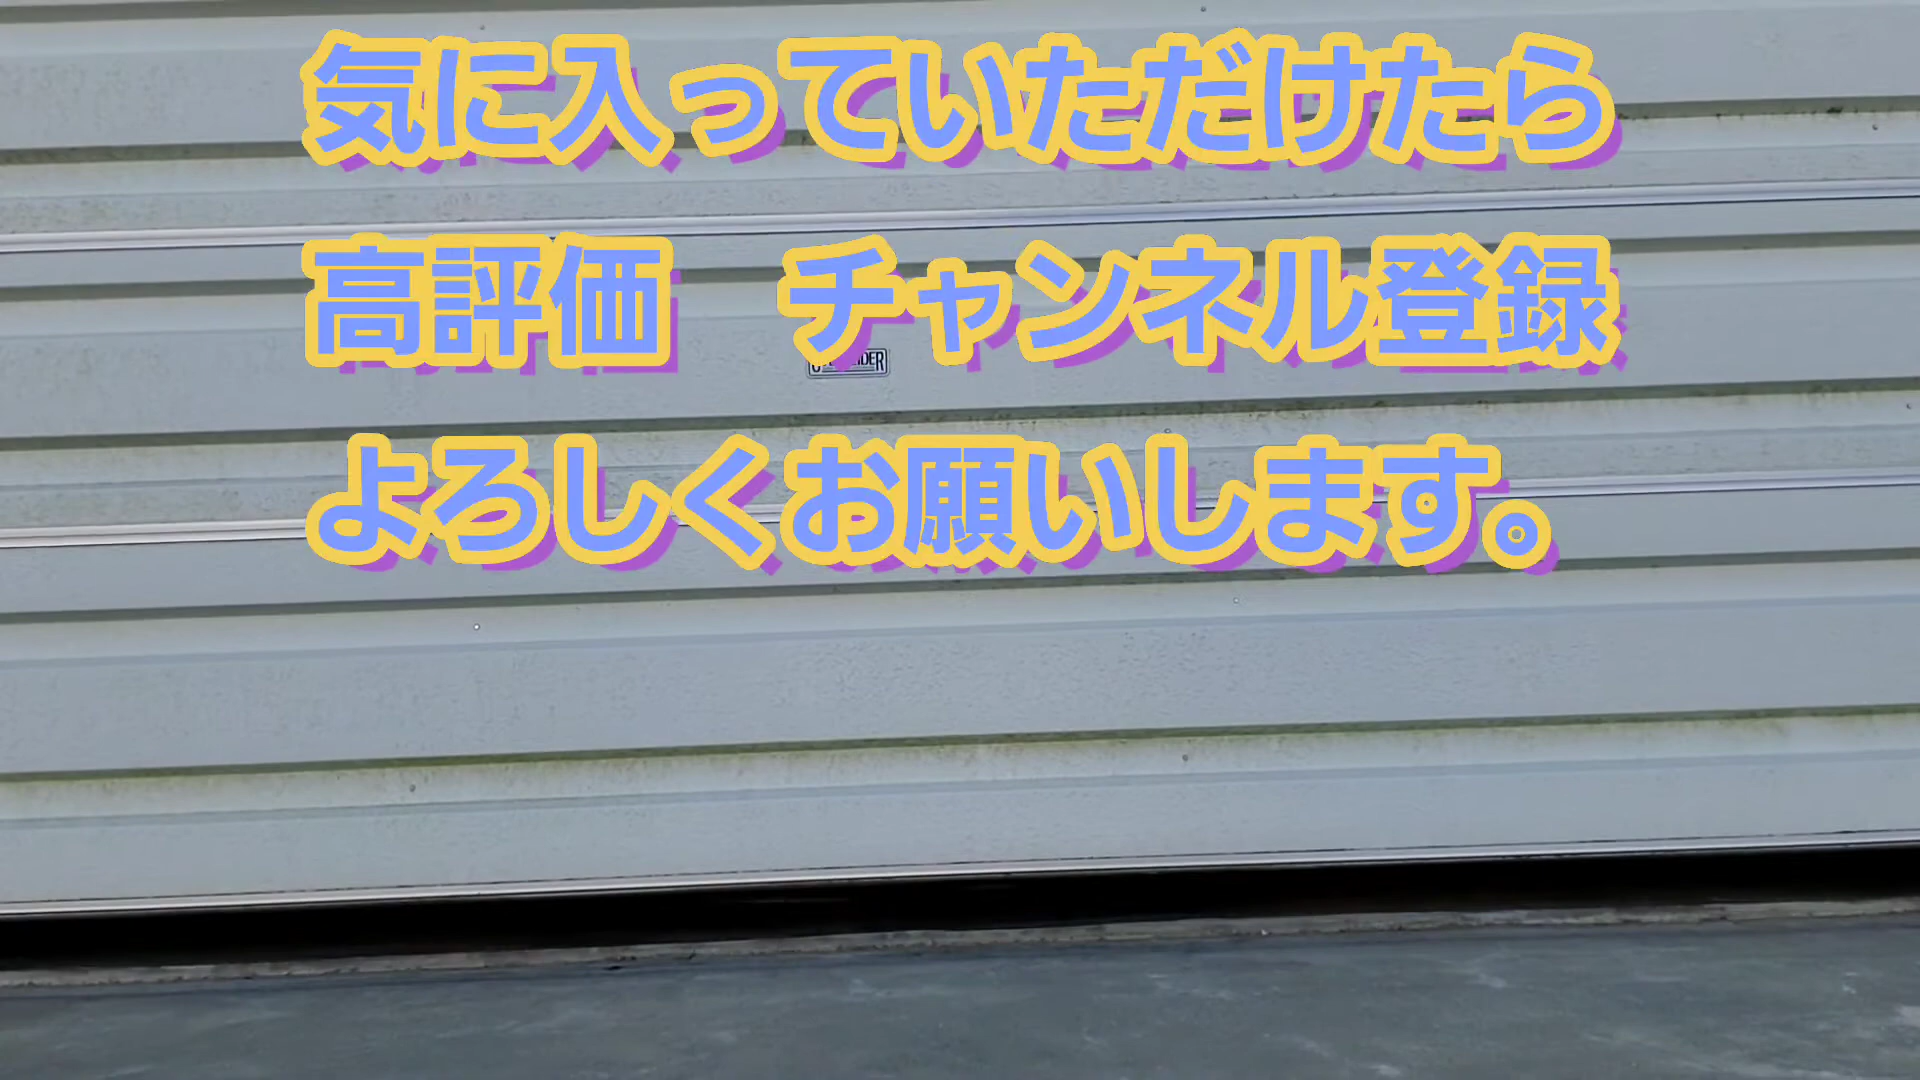 気に入っていただけたら
高評価　チャンネル登録
よろしくお願いします。